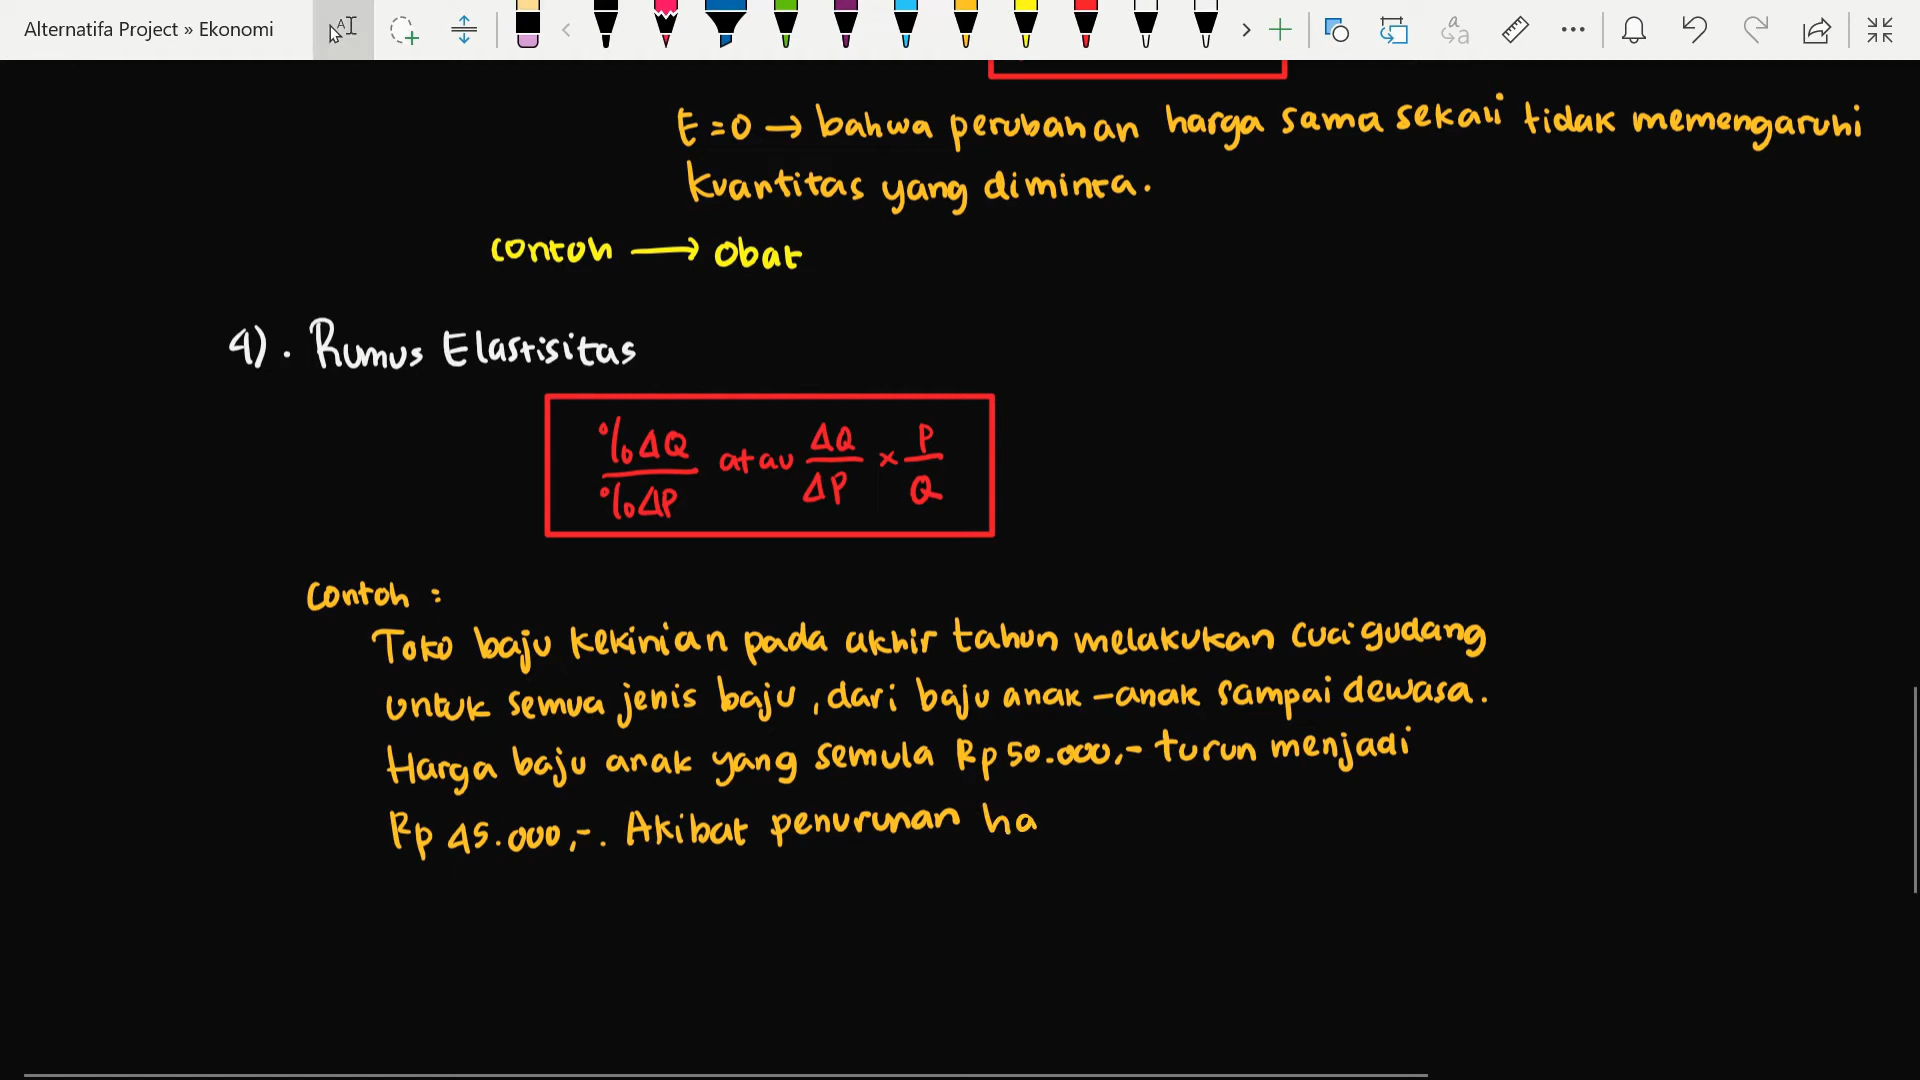 Alternatifa Project » Ekonomi
E = 0 → bahwa perubahan harga sama sekali tidak memengaruhi
kuantitas yang diminta.
contoh → obat
4). Rumus Elastisitas
%ΔQ / %ΔP atau ΔQ / ΔP × P / Q
Contoh :
Toko baju kekinian pada akhir tahun melakukan cuci gudang
untuk semua jenis baju, dari baju anak-anak sampai dewasa.
Harga baju anak yang semula Rp 50.000,- turun menjadi
Rp 45.000,-. Akibat penurunan ha